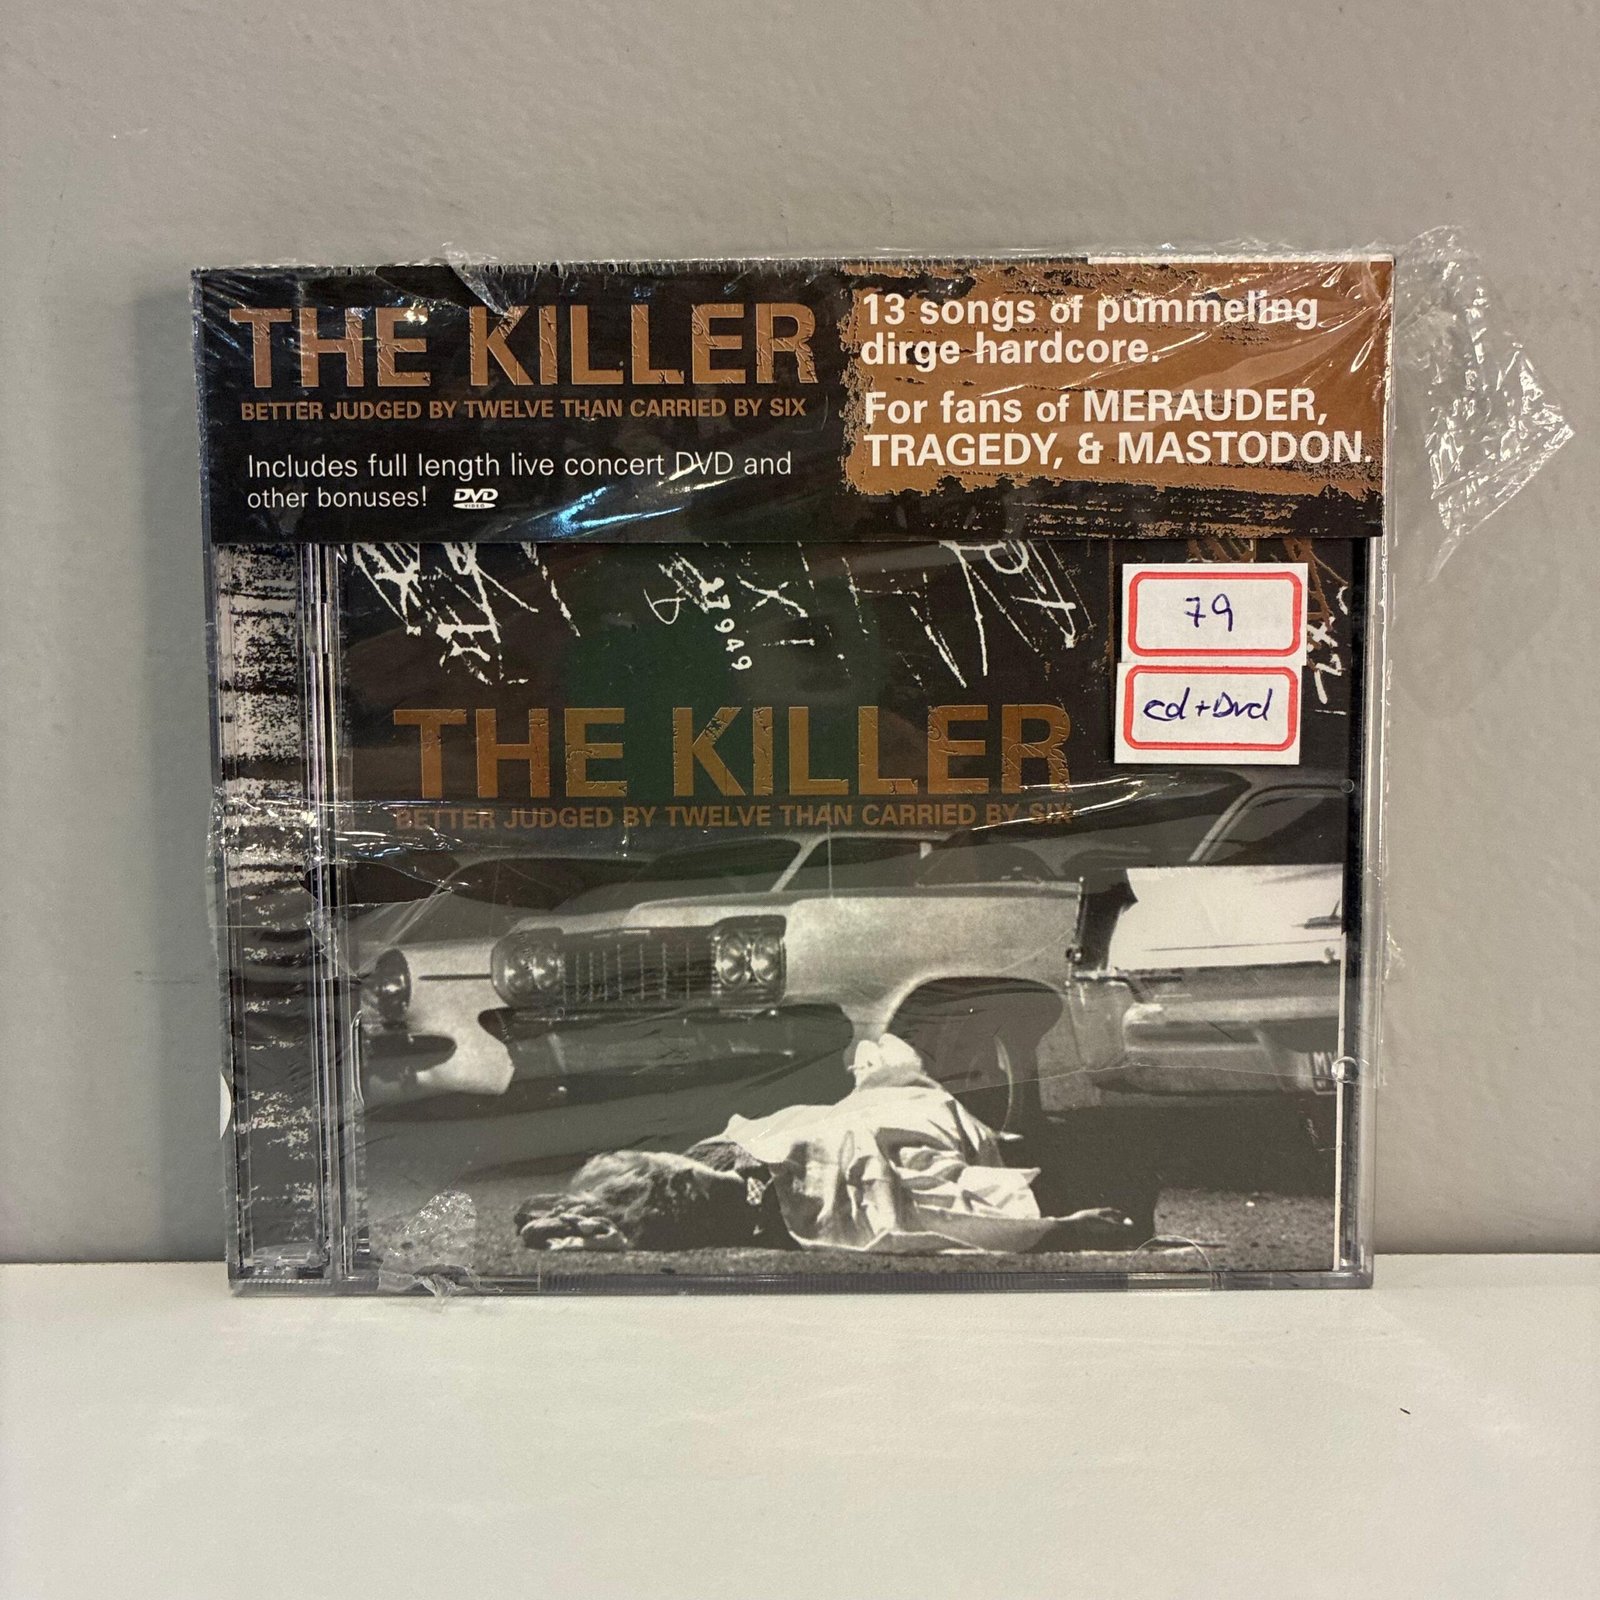 THE KILLER
BETTER JUDGED BY TWELVE THAN CARRIED BY SIX
Includes full length live concert DVD and
other bonuses! DVD
VIDEO
13 songs of pummeling
dirge hardcore.
For fans of MERAUDER,
TRAGEDY, & MASTODON.
37949
79
cd + Dvd
THE KILLER
BETTER JUDGED BY TWELVE THAN CARRIED BY SIX